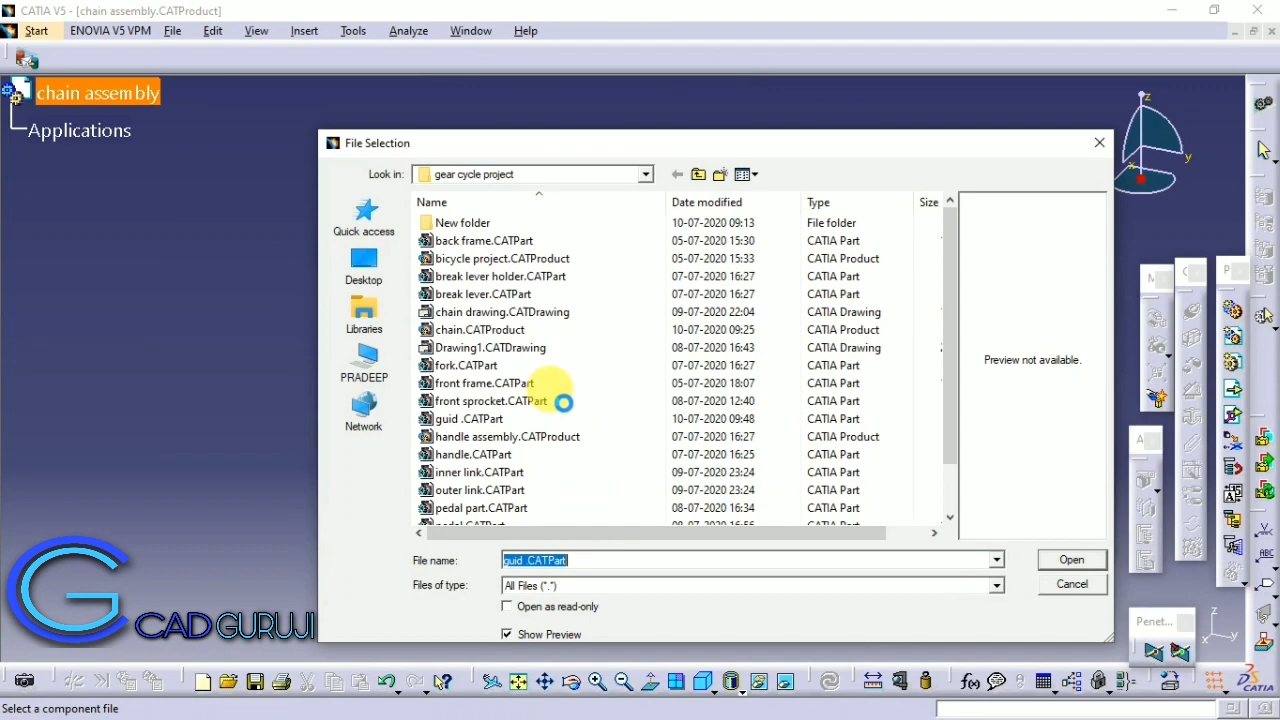 CATIA V5 - [chain assembly.CATProduct]
Start ENOVIA V5 VPM File Edit View Insert Tools Analyze Window Help
chain assembly
Applications
File Selection
Look in: gear cycle project
Name Date modified Type Size
New folder 10-07-2020 09:13 File folder
back frame.CATPart 05-07-2020 15:30 CATIA Part
bicycle project.CATProduct 05-07-2020 15:33 CATIA Product
break lever holder.CATPart 07-07-2020 16:27 CATIA Part
break lever.CATPart 07-07-2020 16:27 CATIA Part
chain drawing.CATDrawing 09-07-2020 22:04 CATIA Drawing
chain.CATProduct 10-07-2020 09:25 CATIA Product
Drawing1.CATDrawing 08-07-2020 16:43 CATIA Drawing
fork.CATPart 07-07-2020 16:27 CATIA Part
front frame.CATPart 05-07-2020 18:07 CATIA Part
front sprocket.CATPart 08-07-2020 12:40 CATIA Part
guid .CATPart 10-07-2020 09:48 CATIA Part
handle assembly.CATProduct 07-07-2020 16:27 CATIA Product
handle.CATPart 07-07-2020 16:25 CATIA Part
inner link.CATPart 09-07-2020 23:24 CATIA Part
outer link.CATPart 09-07-2020 23:24 CATIA Part
pedal part.CATPart 08-07-2020 16:34 CATIA Part
pedal.CATPart 08-07-2020 16:56 CATIA Part
Quick access
Desktop
Libraries
PRADEEP
Network
Preview not available.
File name: guid .CATPart Open
Files of type: All Files (*.*) Cancel
Open as read-only
Show Preview
z
y
x
M
C
P
A
Penet...
z
x y
ABC
G CAD GURUJI
f(x)
CATIA
Select a component file